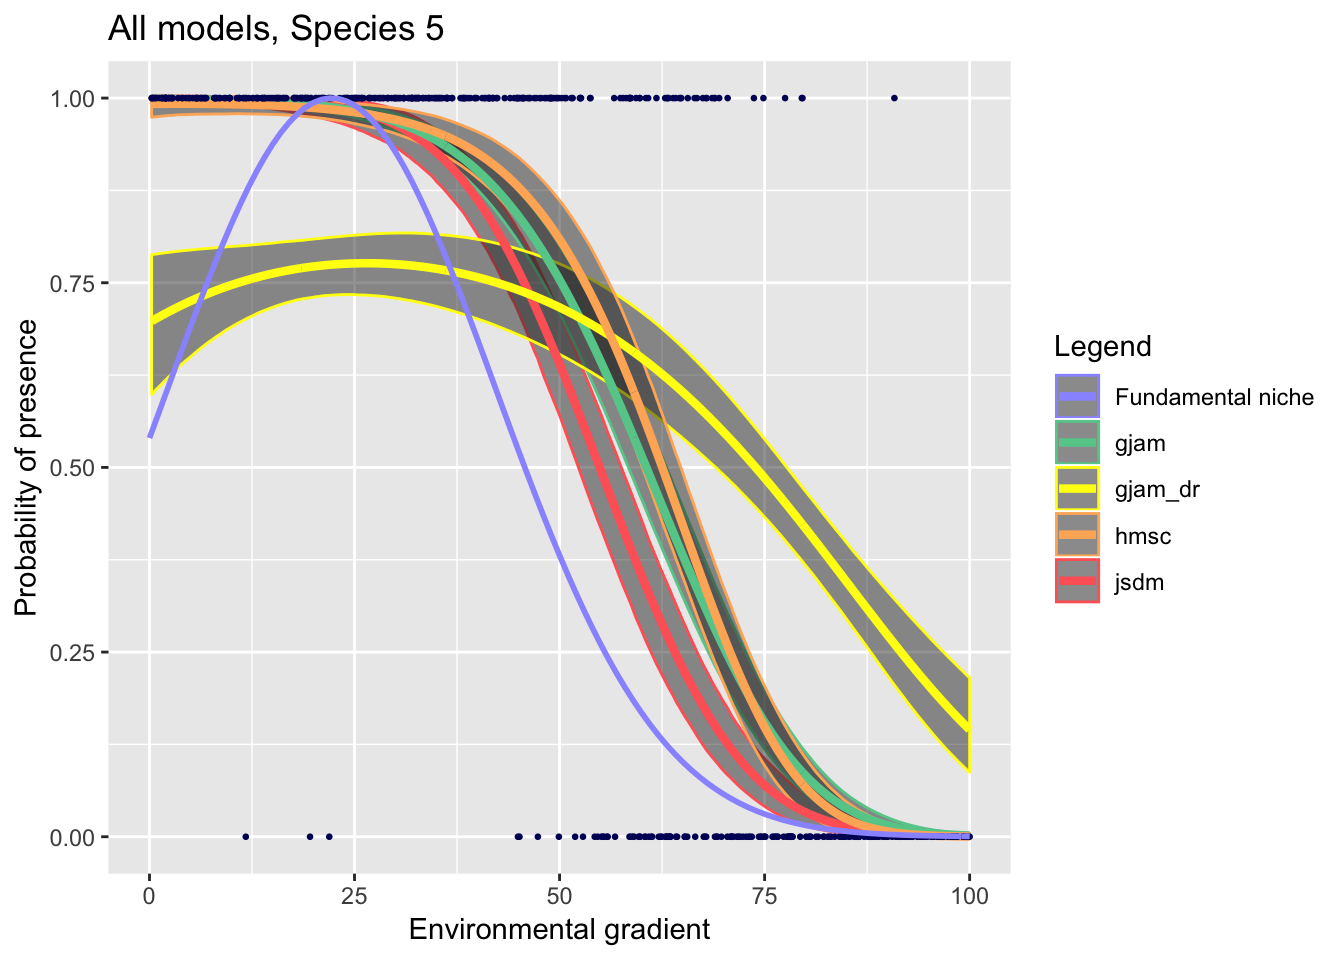 All models, Species 5
Probability of presence
1.00
0.75
0.50
0.25
0.00
0
25
50
75
100
Environmental gradient
Legend
Fundamental niche
gjam
gjam_dr
hmsc
jsdm